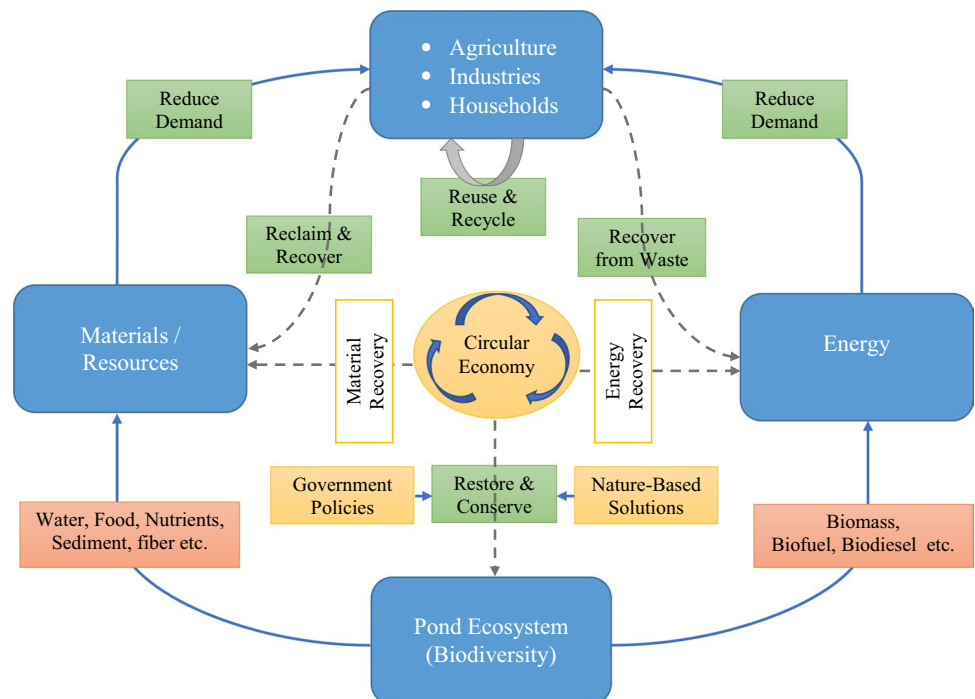 • Agriculture
• Industries
• Households
Reduce
Demand
Reduce
Demand
Reuse &
Recycle
Reclaim &
Recover
Recover
from Waste
Materials /
Resources
Material
Recovery
Circular
Economy
Energy
Recovery
Energy
Government
Policies
Restore &
Conserve
Nature-Based
Solutions
Water, Food, Nutrients,
Sediment, fiber etc.
Biomass,
Biofuel, Biodiesel etc.
Pond Ecosystem
(Biodiversity)